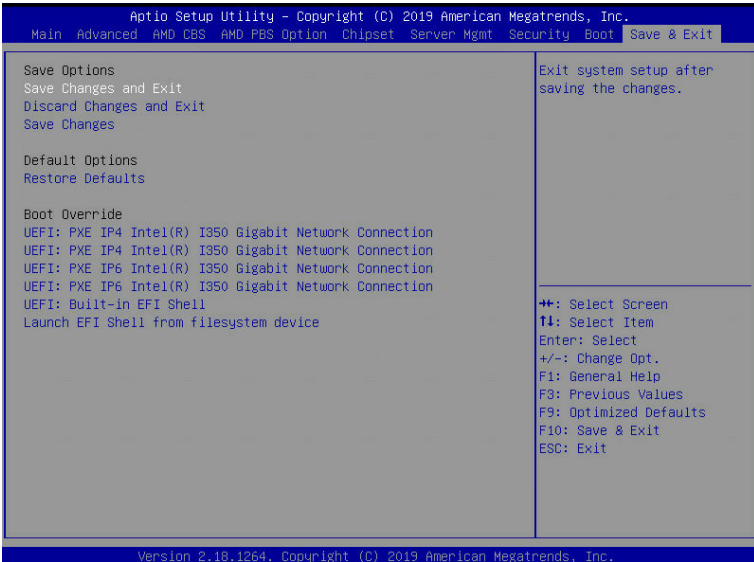 Aptio Setup Utility – Copyright (C) 2019 American Megatrends, Inc.
Main Advanced AMD CBS AMD PBS Option Chipset Server Mgmt Security Boot Save & Exit
Save Options
Save Changes and Exit
Discard Changes and Exit
Save Changes
Default Options
Restore Defaults
Boot Override
UEFI: PXE IP4 Intel(R) I350 Gigabit Network Connection
UEFI: PXE IP4 Intel(R) I350 Gigabit Network Connection
UEFI: PXE IP6 Intel(R) I350 Gigabit Network Connection
UEFI: PXE IP6 Intel(R) I350 Gigabit Network Connection
UEFI: Built-in EFI Shell
Launch EFI Shell from filesystem device
Exit system setup after
saving the changes.
→←: Select Screen
↑↓: Select Item
Enter: Select
+/-: Change Opt.
F1: General Help
F3: Previous Values
F9: Optimized Defaults
F10: Save & Exit
ESC: Exit
Version 2.18.1264. Copyright (C) 2019 American Megatrends, Inc.